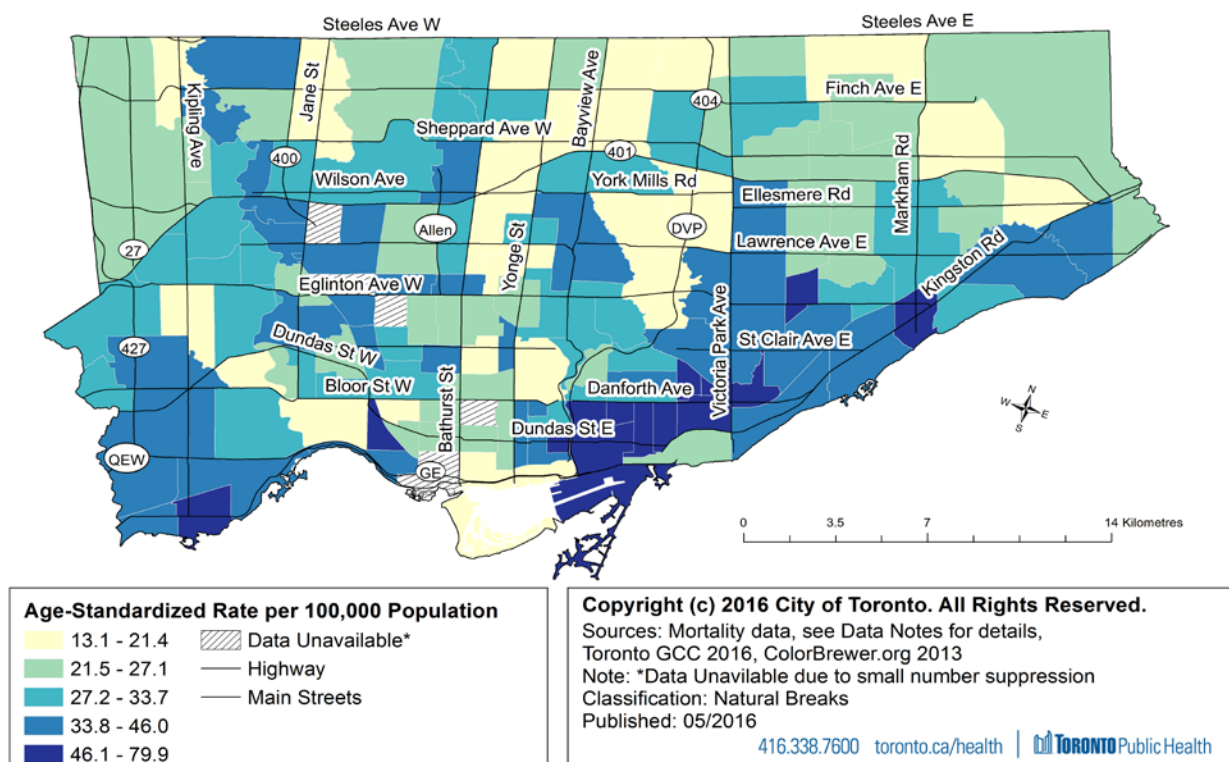 Steeles Ave W
Steeles Ave E
Kipling Ave
Jane St
Bayview Ave
404
Finch Ave E
Sheppard Ave W
400
401
Markham Rd
Wilson Ave
York Mills Rd
Ellesmere Rd
Allen
DVP
27
Yonge St
Lawrence Ave E
Eglinton Ave W
Kingston Rd
427
Dundas St W
Victoria Park Ave
St Clair Ave E
Bloor St W
Bathurst St
Danforth Ave
Dundas St E
QEW
GE
N
W
E
S
0
3.5
7
14 Kilometres
Age-Standardized Rate per 100,000 Population
13.1 - 21.4
Data Unavailable*
21.5 - 27.1
Highway
27.2 - 33.7
Main Streets
33.8 - 46.0
46.1 - 79.9
Copyright (c) 2016 City of Toronto. All Rights Reserved.
Sources: Mortality data, see Data Notes for details,
Toronto GCC 2016, ColorBrewer.org 2013
Note: *Data Unavailable due to small number suppression
Classification: Natural Breaks
Published: 05/2016
416.338.7600 toronto.ca/health
TORONTO Public Health